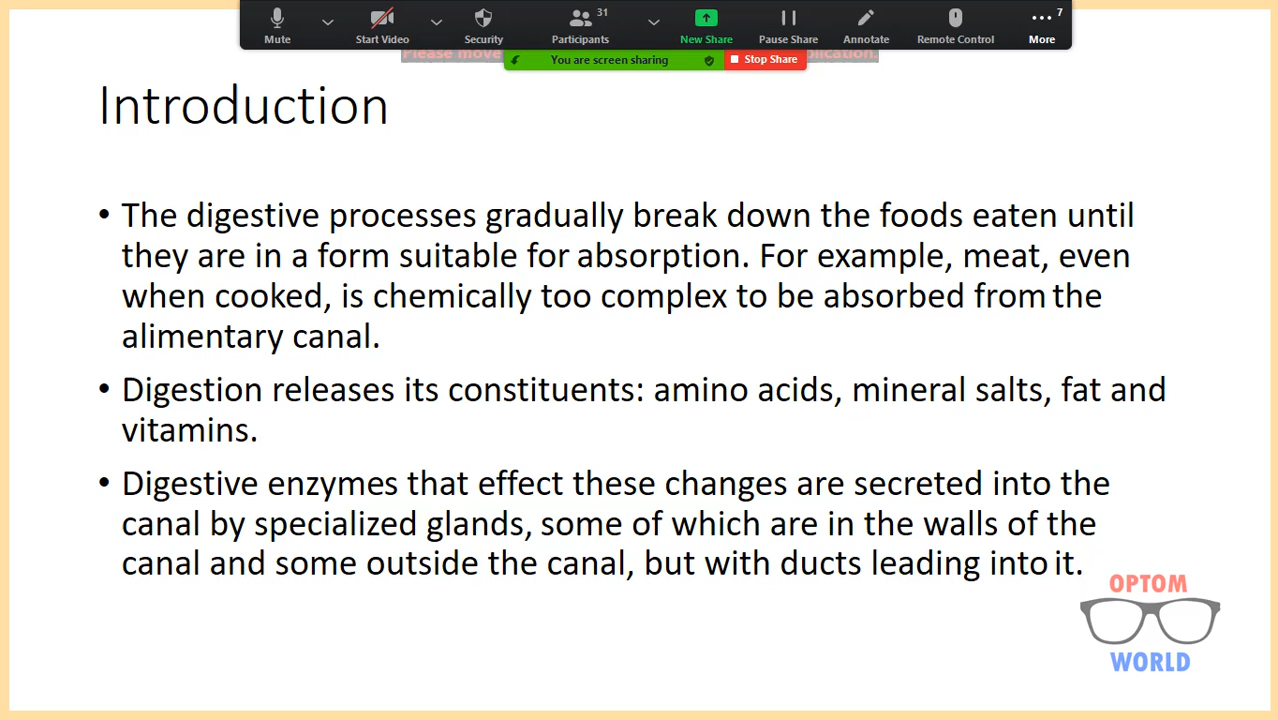 31
7
Mute
Start Video
Security
Participants
New Share
Pause Share
Annotate
Remote Control
More
Please move
You are screen sharing
Stop Share
Introduction
• The digestive processes gradually break down the foods eaten until
they are in a form suitable for absorption. For example, meat, even
when cooked, is chemically too complex to be absorbed from the
alimentary canal.
• Digestion releases its constituents: amino acids, mineral salts, fat and
vitamins.
• Digestive enzymes that effect these changes are secreted into the
canal by specialized glands, some of which are in the walls of the
canal and some outside the canal, but with ducts leading into it.
OPTOM
WORLD